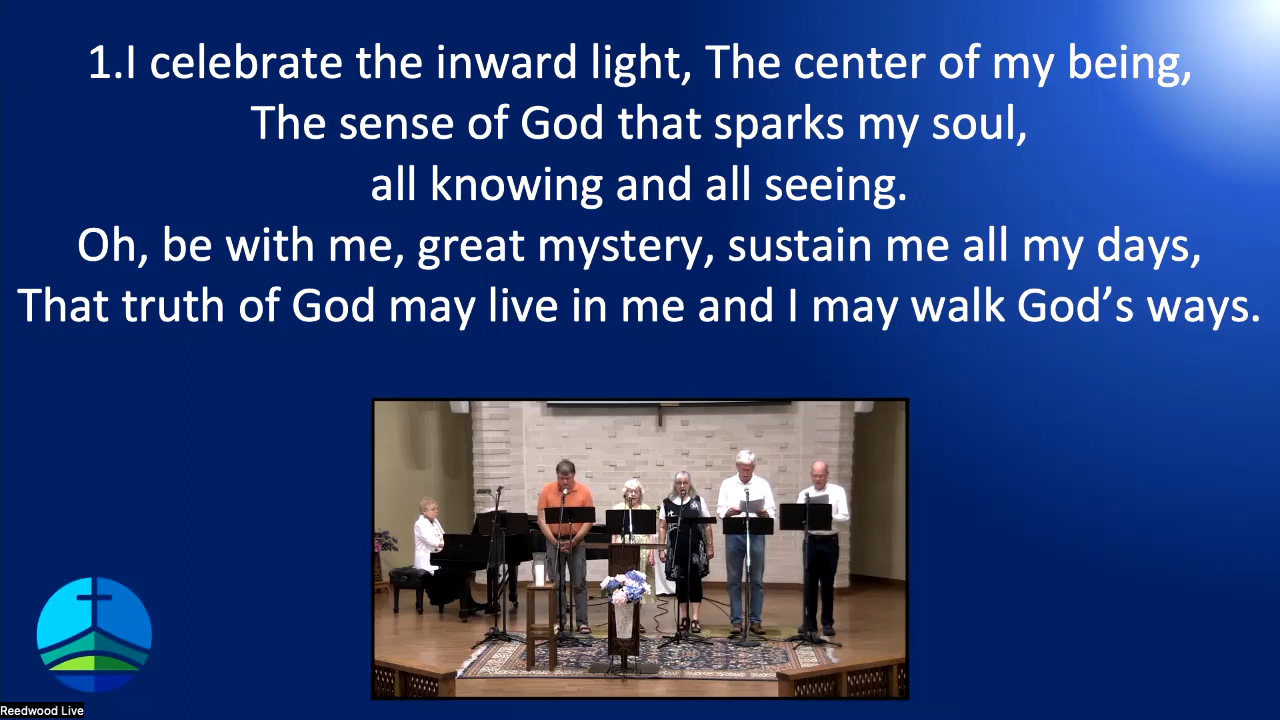 1.I celebrate the inward light, The center of my being,
The sense of God that sparks my soul,
all knowing and all seeing.
Oh, be with me, great mystery, sustain me all my days,
That truth of God may live in me and I may walk God’s ways.
Reedwood Live